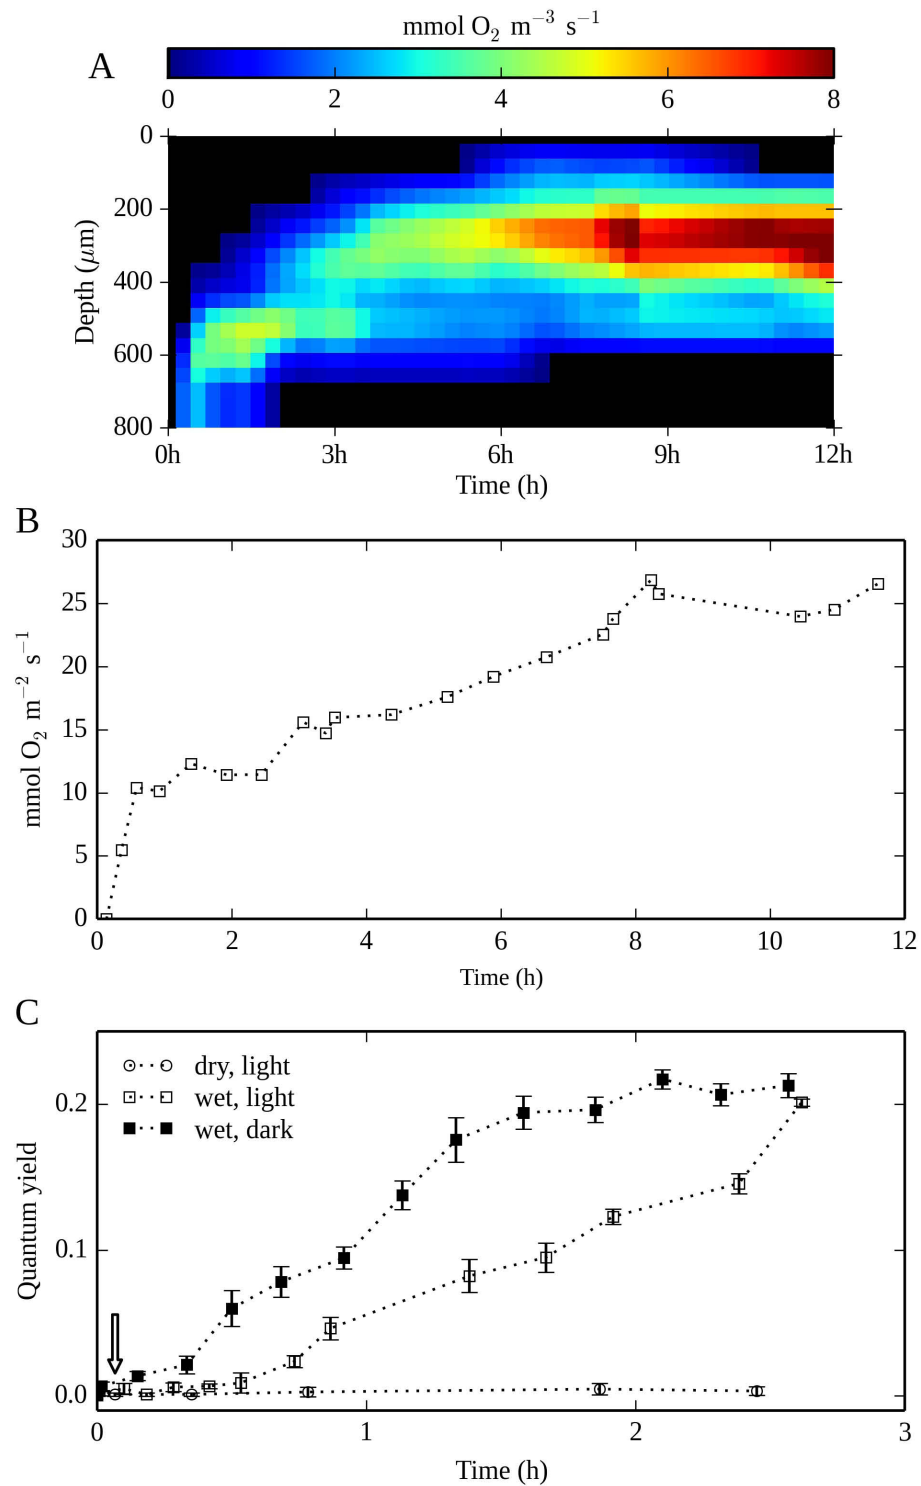 mmol O₂ m⁻³ s⁻¹
A
0 2 4 6 8
0
200
400
600
800
Depth (μm)
0h 3h 6h 9h 12h
Time (h)
B
30
25
20
15
10
5
0
mmol O₂ m⁻² s⁻¹
0 2 4 6 8 10 12
Time (h)
C
dry, light
wet, light
wet, dark
0.2
0.1
0.0
Quantum yield
0 1 2 3
Time (h)